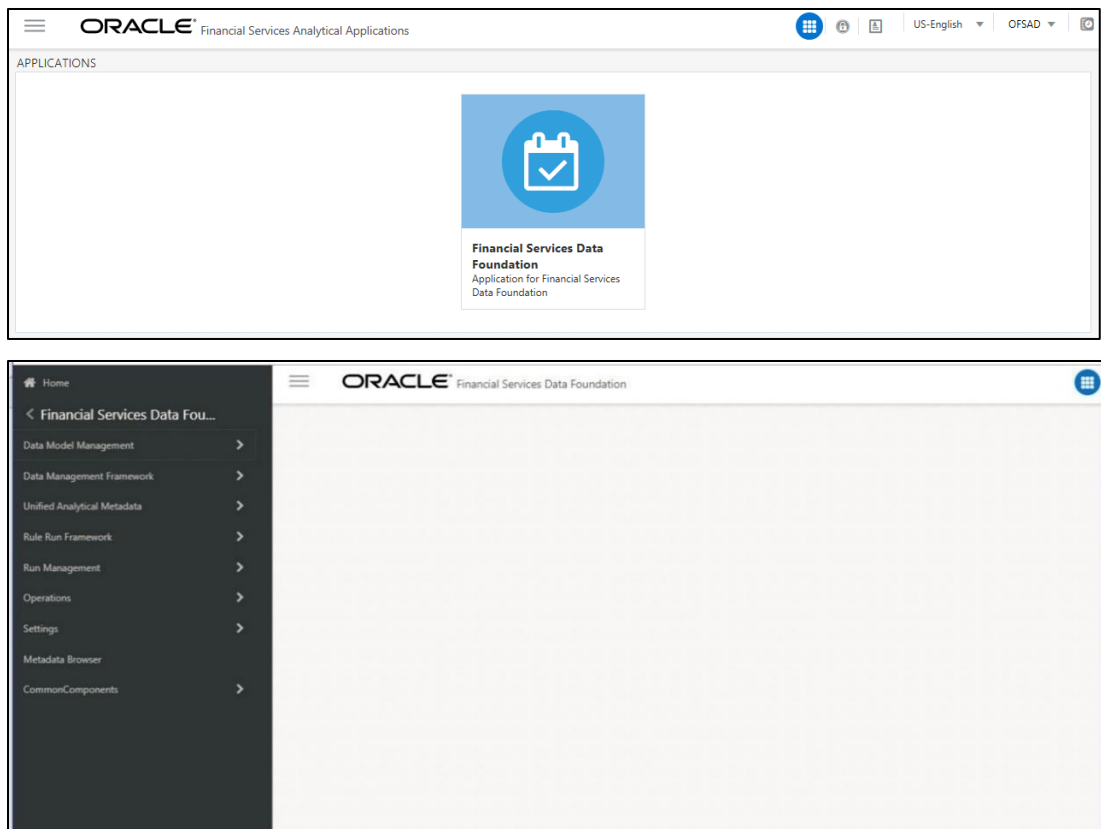 ORACLE® Financial Services Analytical Applications
US-English
OFSAD
APPLICATIONS
Financial Services Data
Foundation
Application for Financial Services
Data Foundation
Home
Financial Services Data Fou...
ORACLE® Financial Services Data Foundation
Data Model Management
Data Management Framework
Unified Analytical Metadata
Rule Run Framework
Run Management
Operations
Settings
Metadata Browser
CommonComponents